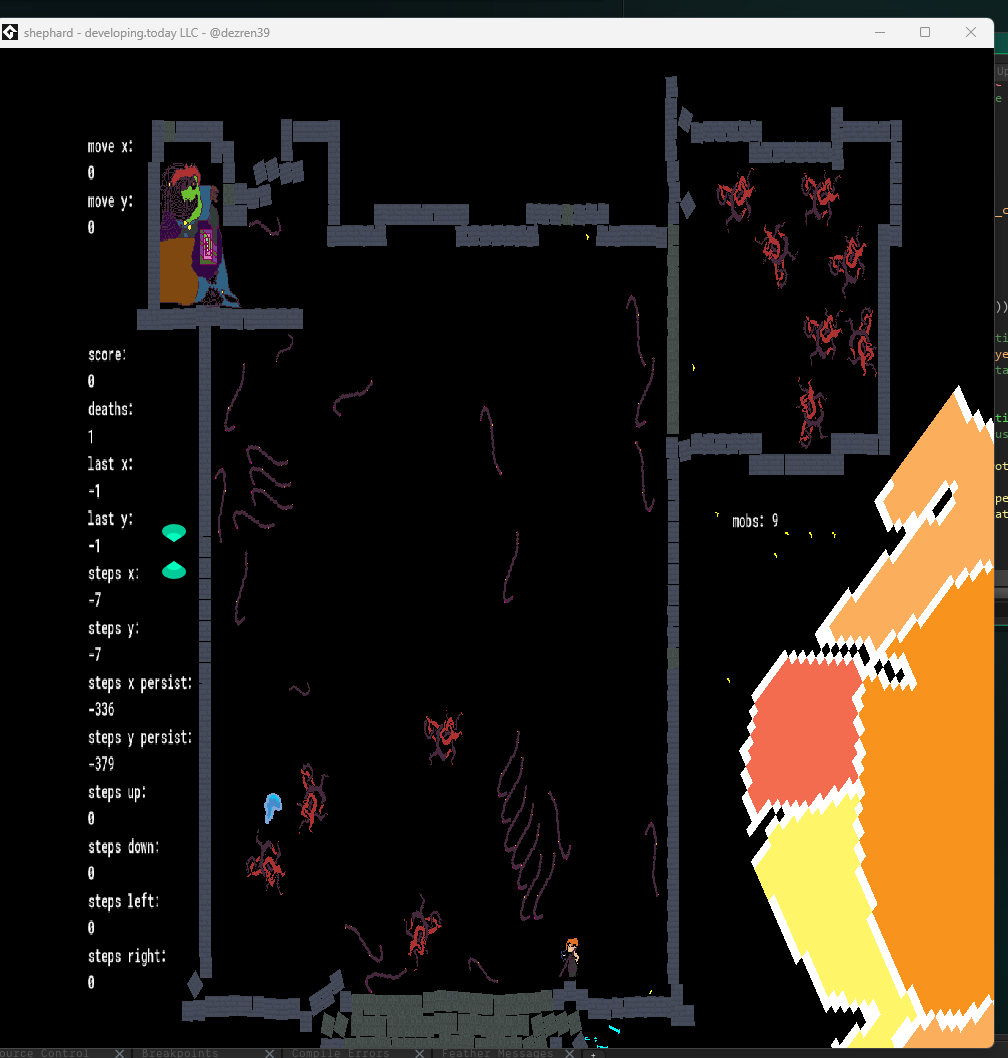 shephard - developing.today LLC - @dezren39
Up
move x:
0
move y:
0
score:
0
deaths:
1
last x:
-1
last y:
-1
mobs: 9
steps x:
-7
steps y:
-7
steps x persist:
-336
steps y persist:
-379
steps up:
0
steps down:
0
steps left:
0
steps right:
0
ource Control
Breakpoints
Compile Errors
Feather Messages